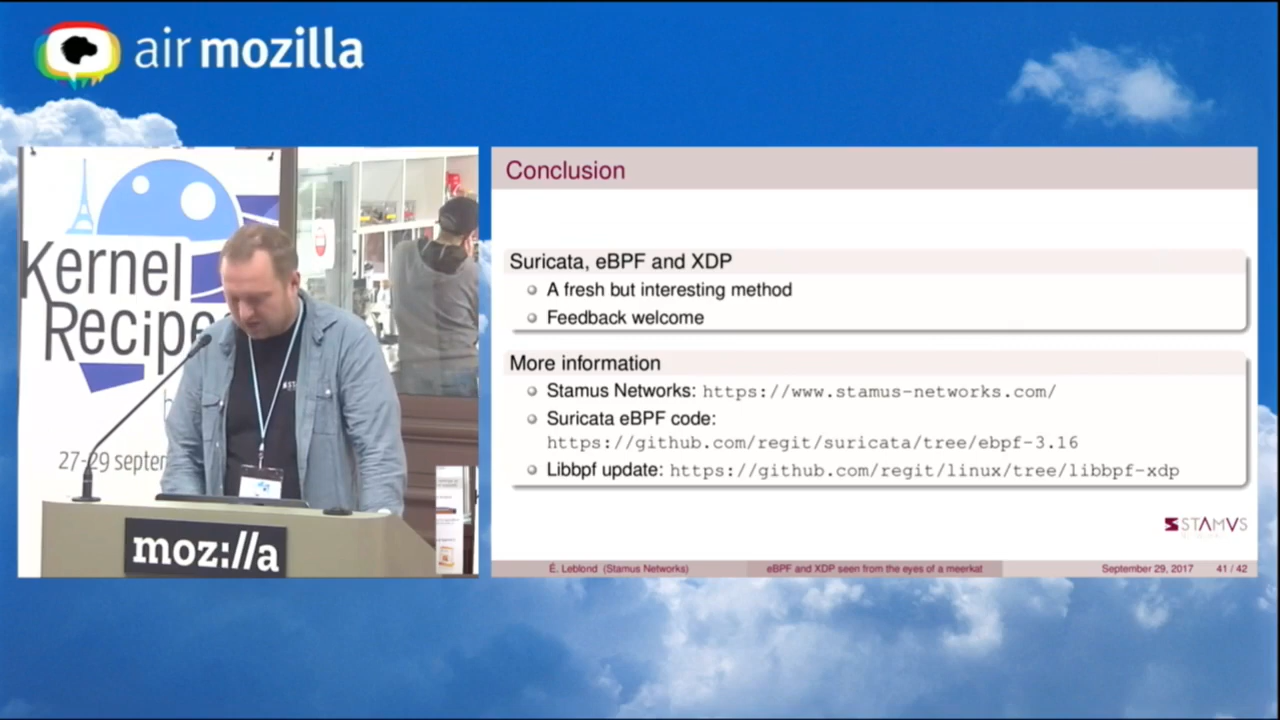 air mozilla
Kernel
Recipe
27-29 septem
moz://a
Conclusion
Suricata, eBPF and XDP
A fresh but interesting method
Feedback welcome
More information
Stamus Networks: https://www.stamus-networks.com/
Suricata eBPF code:
https://github.com/regit/suricata/tree/ebpf-3.16
Libbpf update: https://github.com/regit/linux/tree/libbpf-xdp
STAMVS
É. Leblond (Stamus Networks)
eBPF and XDP seen from the eyes of a meerkat
September 29, 2017
41 / 42